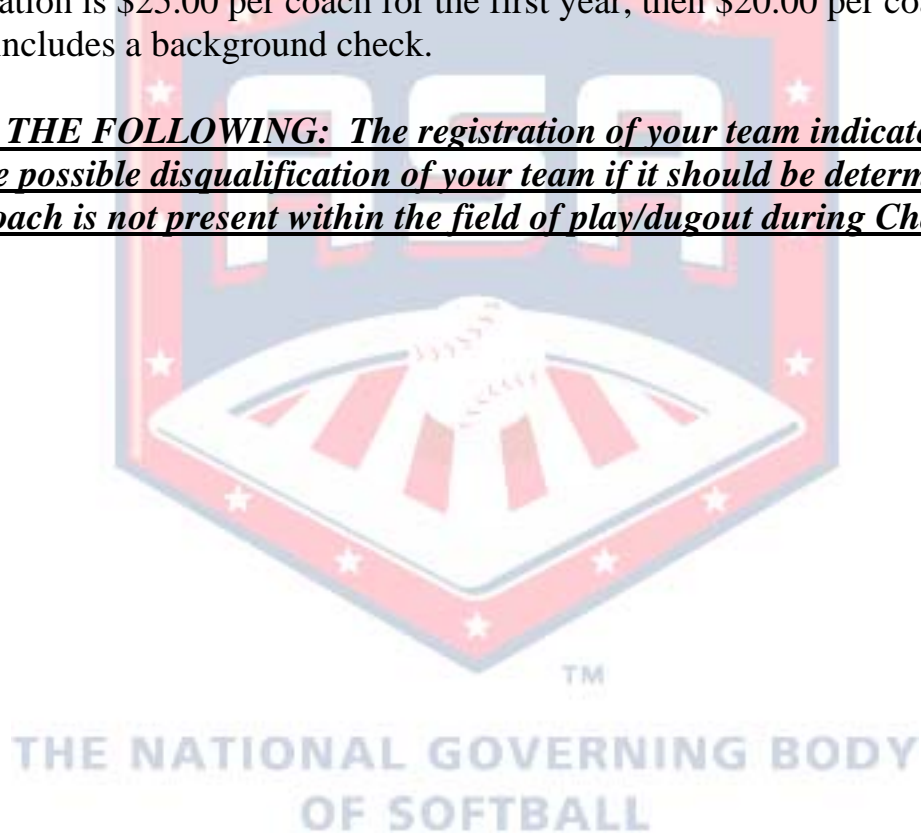 ation is $25.00 per coach for the first year, then $20.00 per co
includes a background check.
THE FOLLOWING: The registration of your team indicat
e possible disqualification of your team if it should be determ
oach is not present within the field of play/dugout during Ch
ASA
TM
THE NATIONAL GOVERNING BODY
OF SOFTBALL